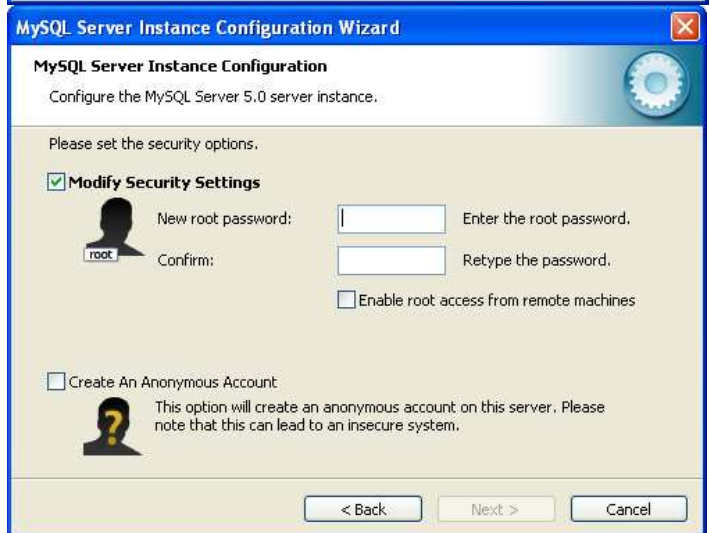 MySQL Server Instance Configuration Wizard
MySQL Server Instance Configuration
Configure the MySQL Server 5.0 server instance.
Please set the security options.
Modify Security Settings
New root password:
Enter the root password.
root
Confirm:
Retype the password.
Enable root access from remote machines
Create An Anonymous Account
?
This option will create an anonymous account on this server. Please
note that this can lead to an insecure system.
< Back
Next >
Cancel